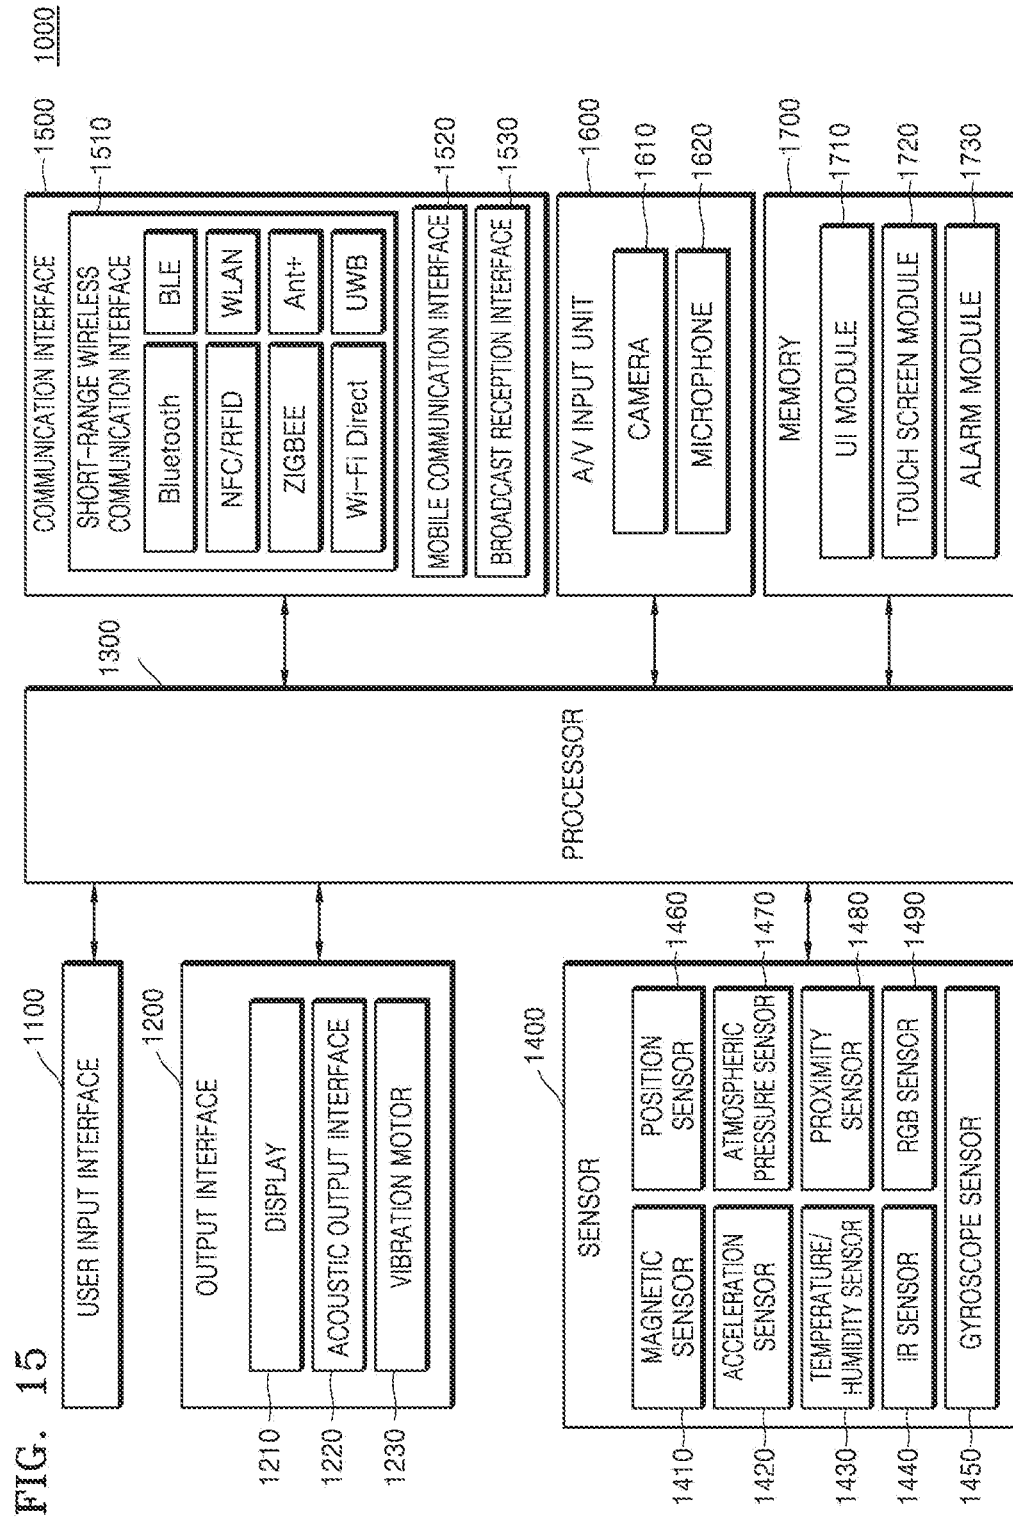 FIG. 15
1000
1100
USER INPUT INTERFACE
1200
OUTPUT INTERFACE
1210
DISPLAY
1220
ACOUSTIC OUTPUT INTERFACE
1230
VIBRATION MOTOR
1400
SENSOR
1410
MAGNETIC
SENSOR
POSITION
SENSOR
1460
1420
ACCELERATION
SENSOR
ATMOSPHERIC
PRESSURE SENSOR
1470
1430
TEMPERATURE/
HUMIDITY SENSOR
PROXIMITY
SENSOR
1480
1440
IR SENSOR
RGB SENSOR
1490
1450
GYROSCOPE SENSOR
1300
PROCESSOR
1500
COMMUNICATION INTERFACE
1510
SHORT-RANGE WIRELESS
COMMUNICATION INTERFACE
Bluetooth
BLE
NFC/RFID
WLAN
ZIGBEE
Ant+
Wi-Fi Direct
UWB
MOBILE COMMUNICATION INTERFACE
1520
BROADCAST RECEPTION INTERFACE
1530
A/V INPUT UNIT
1600
CAMERA
1610
MICROPHONE
1620
MEMORY
1700
UI MODULE
1710
TOUCH SCREEN MODULE
1720
ALARM MODULE
1730